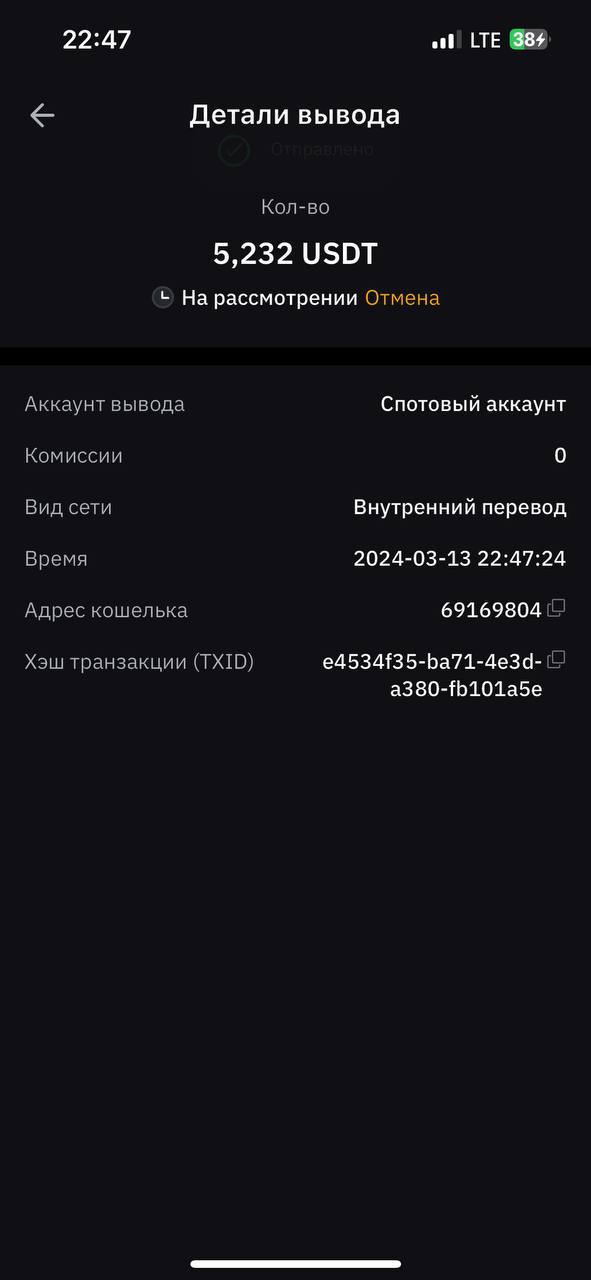 22:47 LTE 38
Детали вывода
Отправлено
Кол-во
5,232 USDT
На рассмотрении Отмена
Аккаунт вывода Спотовый аккаунт
Комиссии 0
Вид сети Внутренний перевод
Время 2024-03-13 22:47:24
Адрес кошелька 69169804
Хэш транзакции (TXID) e4534f35-ba71-4e3d-
a380-fb101a5e